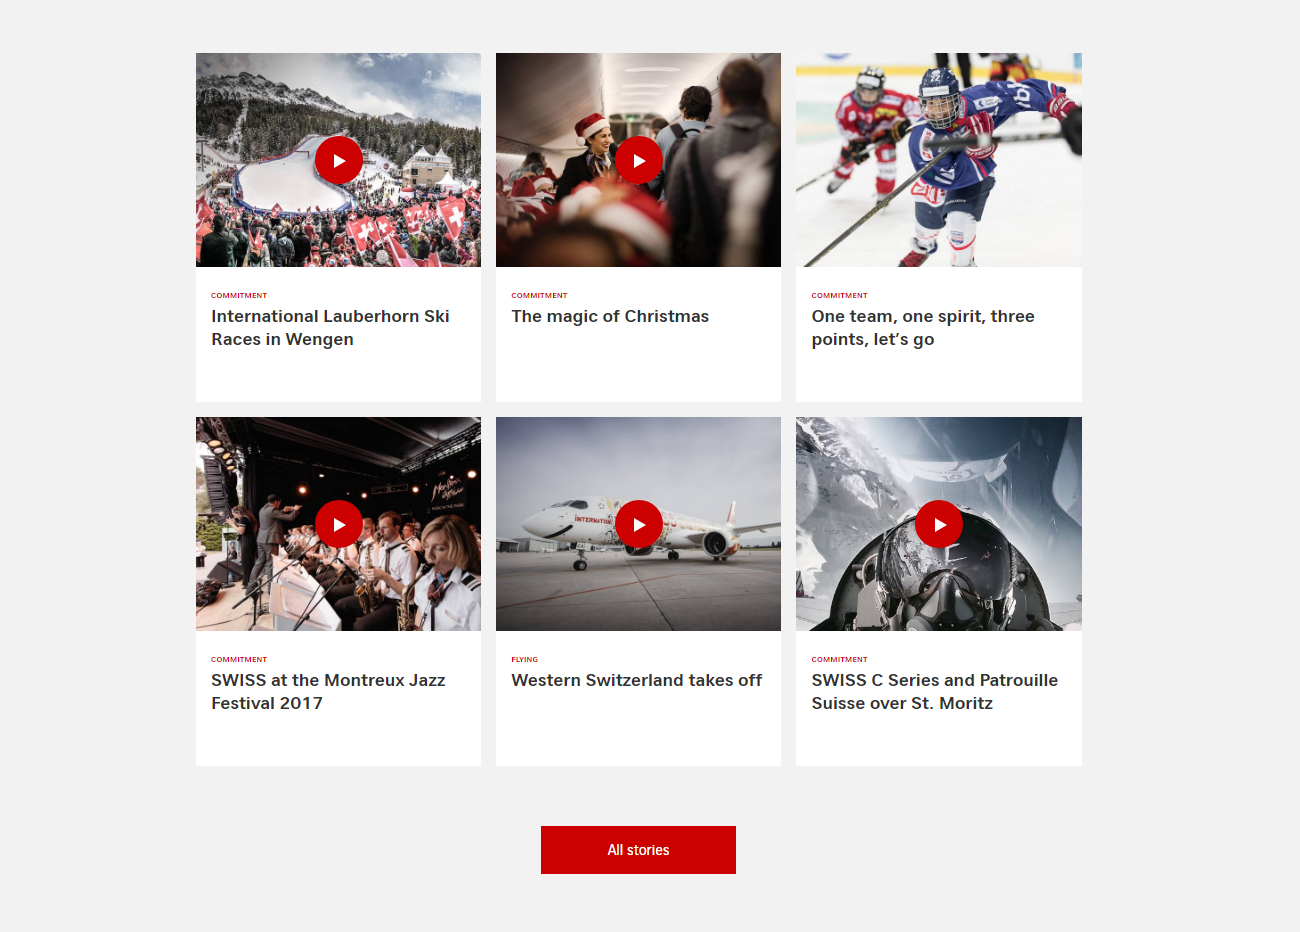 COMMITMENT
International Lauberhorn Ski
Races in Wengen
COMMITMENT
The magic of Christmas
COMMITMENT
One team, one spirit, three
points, let's go
COMMITMENT
SWISS at the Montreux Jazz
Festival 2017
FLYING
Western Switzerland takes off
COMMITMENT
SWISS C Series and Patrouille
Suisse over St. Moritz
All stories